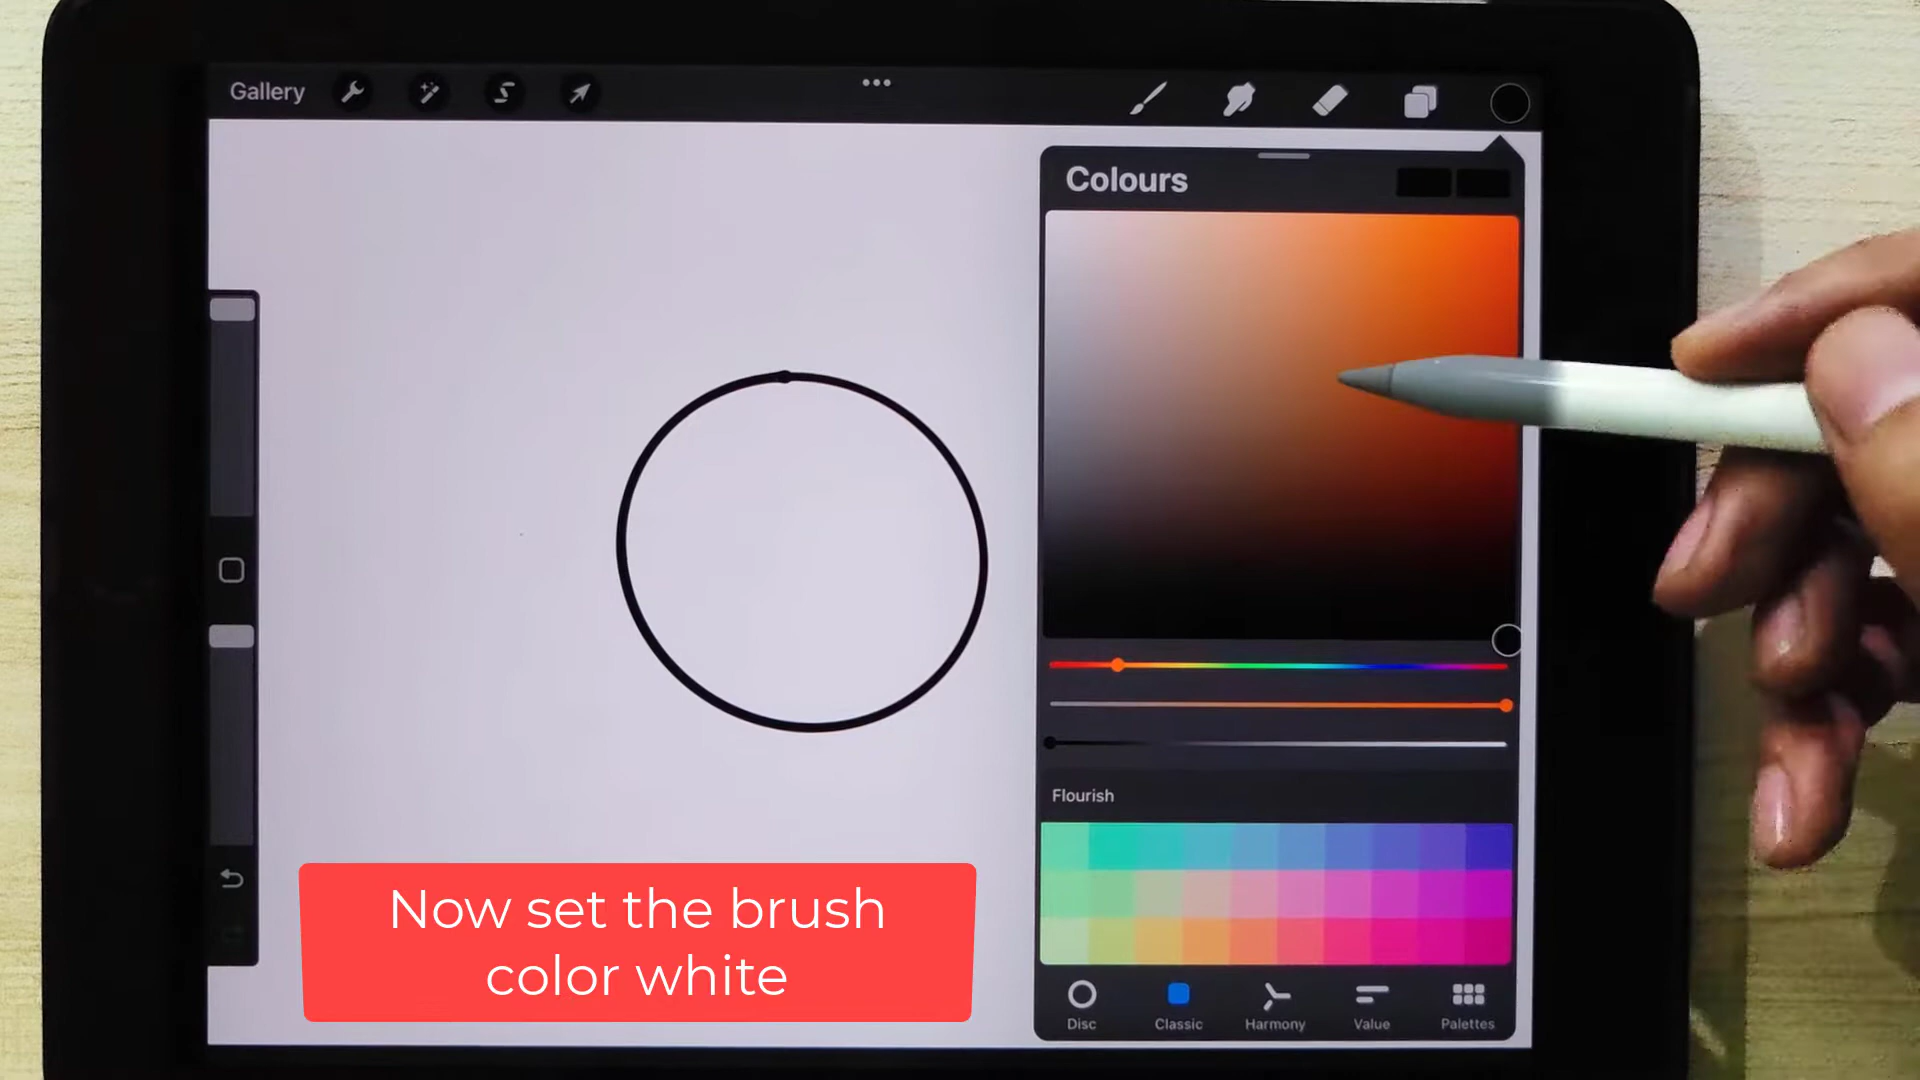 Gallery
Colours
Flourish
Disc
Classic
Harmony
Value
Palettes
Now set the brush
color white